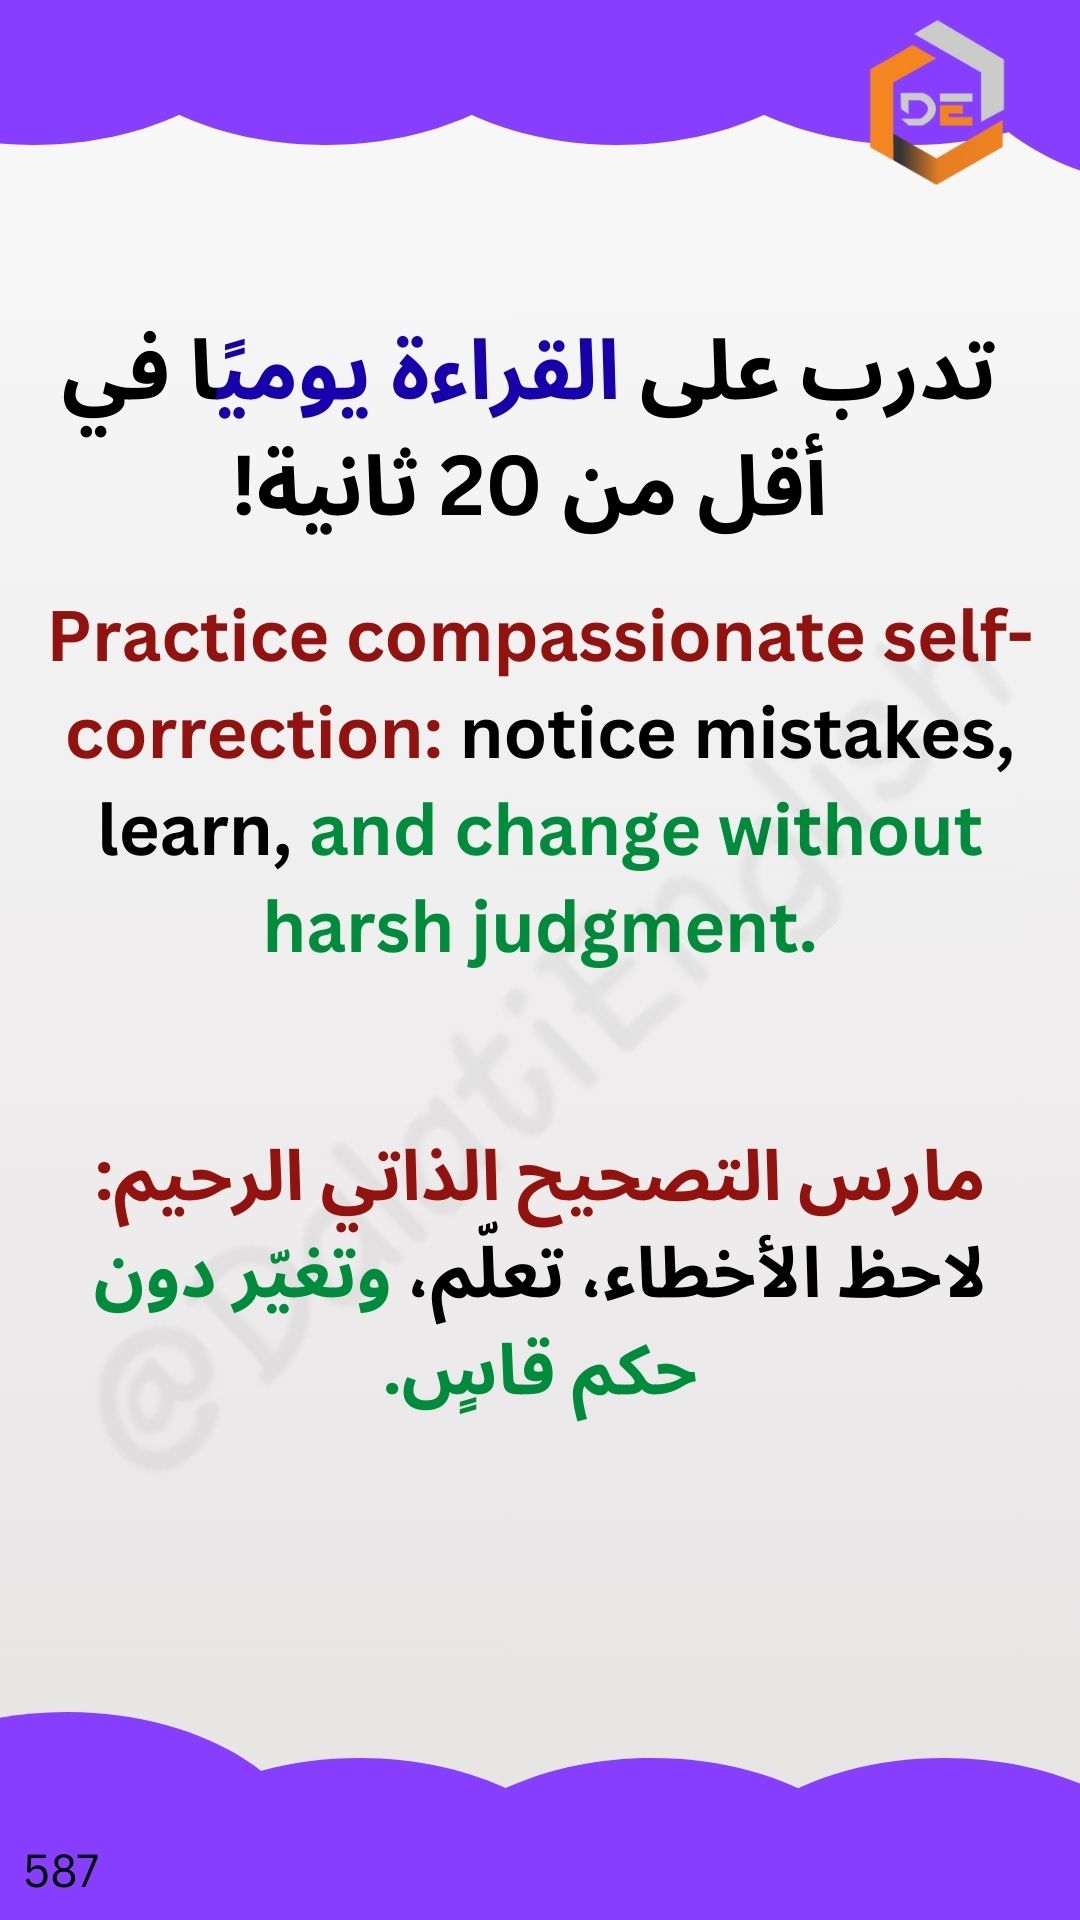 DE
تدرب على القراءة يوميًا في
أقل من 20 ثانية!
Practice compassionate self-
correction: notice mistakes,
learn, and change without
harsh judgment.
@DalatiEnglish
مارس التصحيح الذاتي الرحيم:
لاحظ الأخطاء، تعلّم، وتغيّر دون
حكم قاسٍ.
587